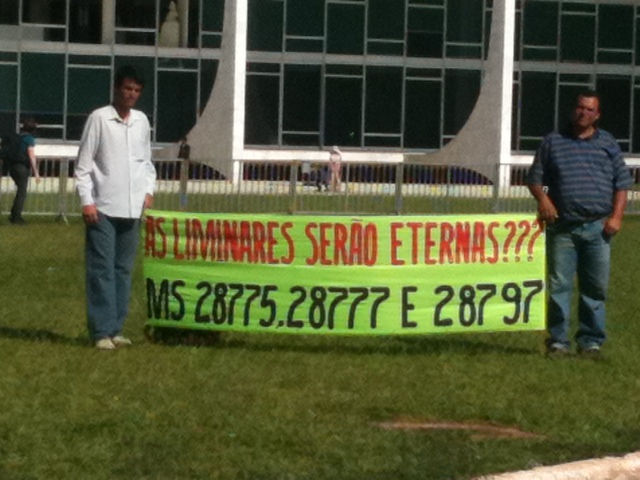 AS LIMINARES SERÃO ETERNAS???
MS 28775, 28777 E 28797